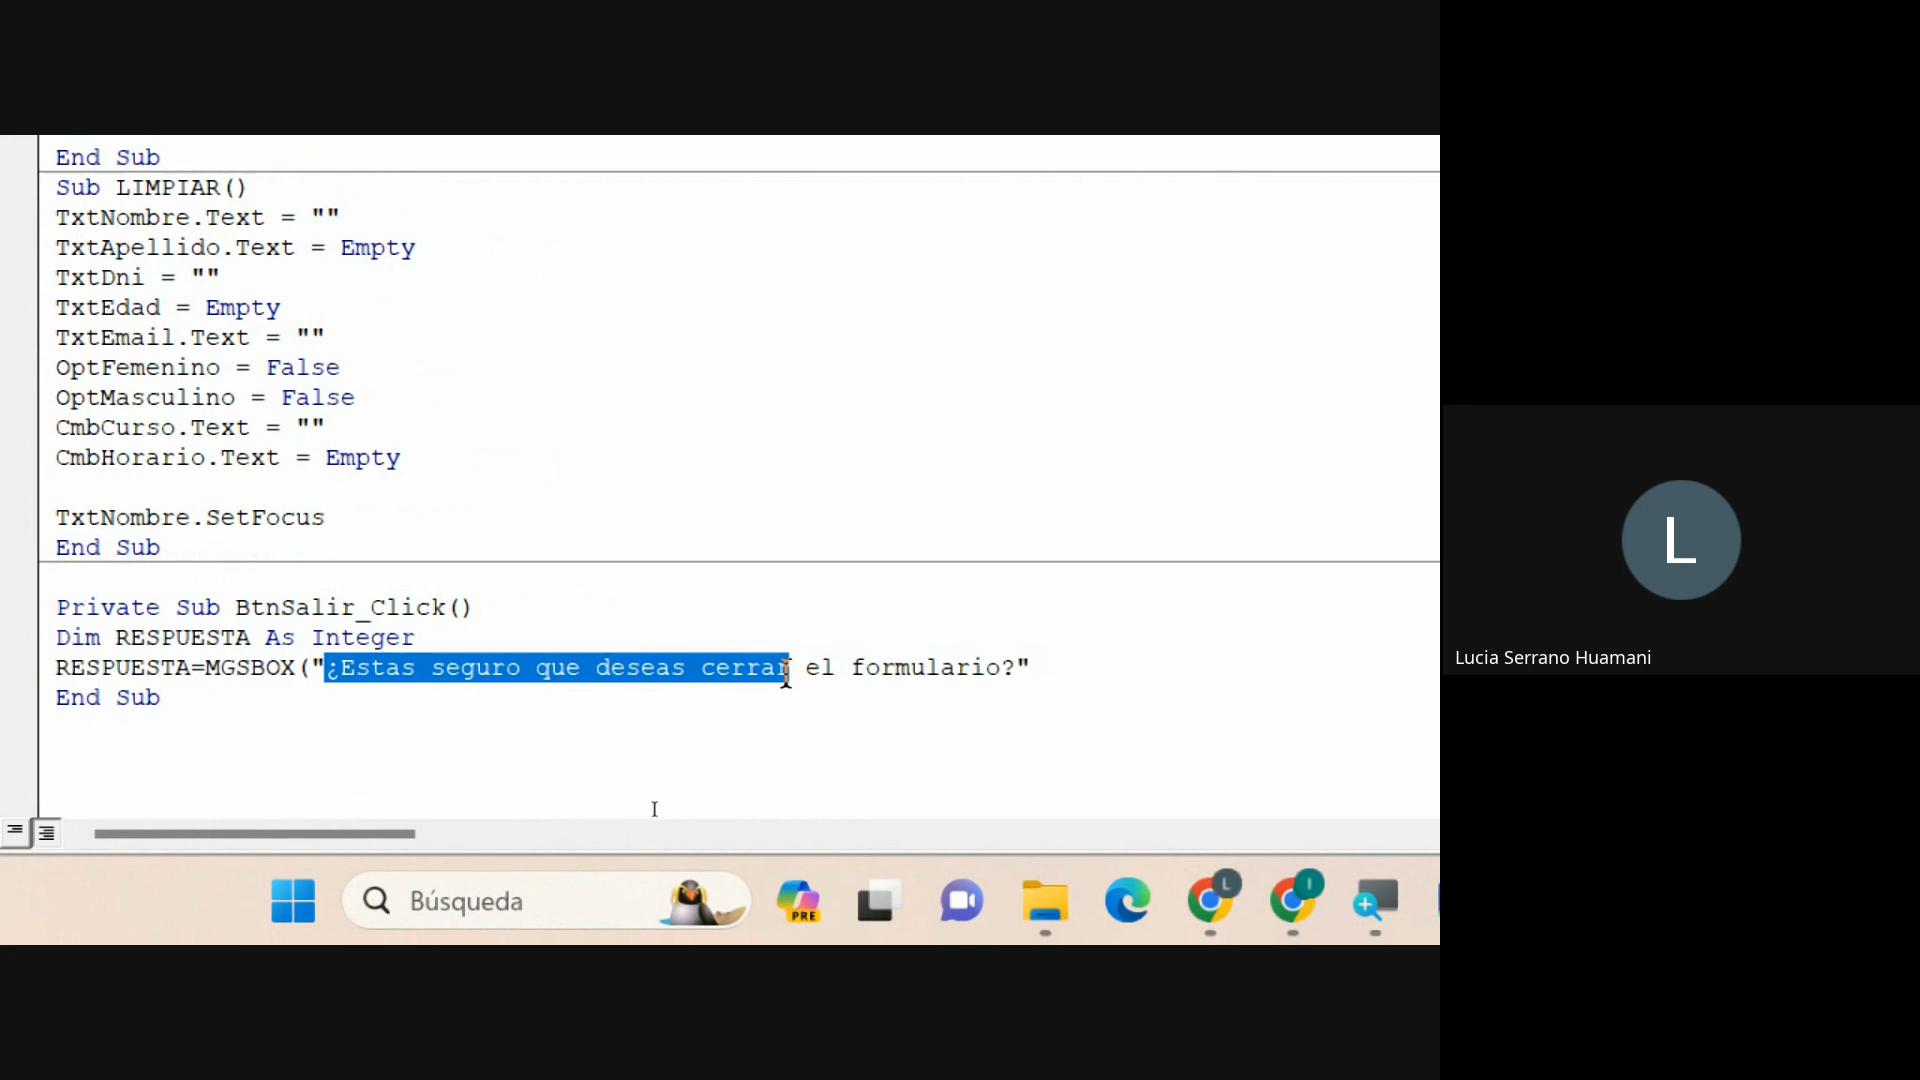 End Sub
Sub LIMPIAR()
TxtNombre.Text = ""
TxtApellido.Text = Empty
TxtDni = ""
TxtEdad = Empty
TxtEmail.Text = ""
OptFemenino = False
OptMasculino = False
CmbCurso.Text = ""
CmbHorario.Text = Empty
TxtNombre.SetFocus
End Sub
Private Sub BtnSalir_Click()
Dim RESPUESTA As Integer
RESPUESTA=MGSBOX("¿Estas seguro que deseas cerrar el formulario?"
End Sub
Búsqueda
PRE
L
I
L
Lucia Serrano Huamani